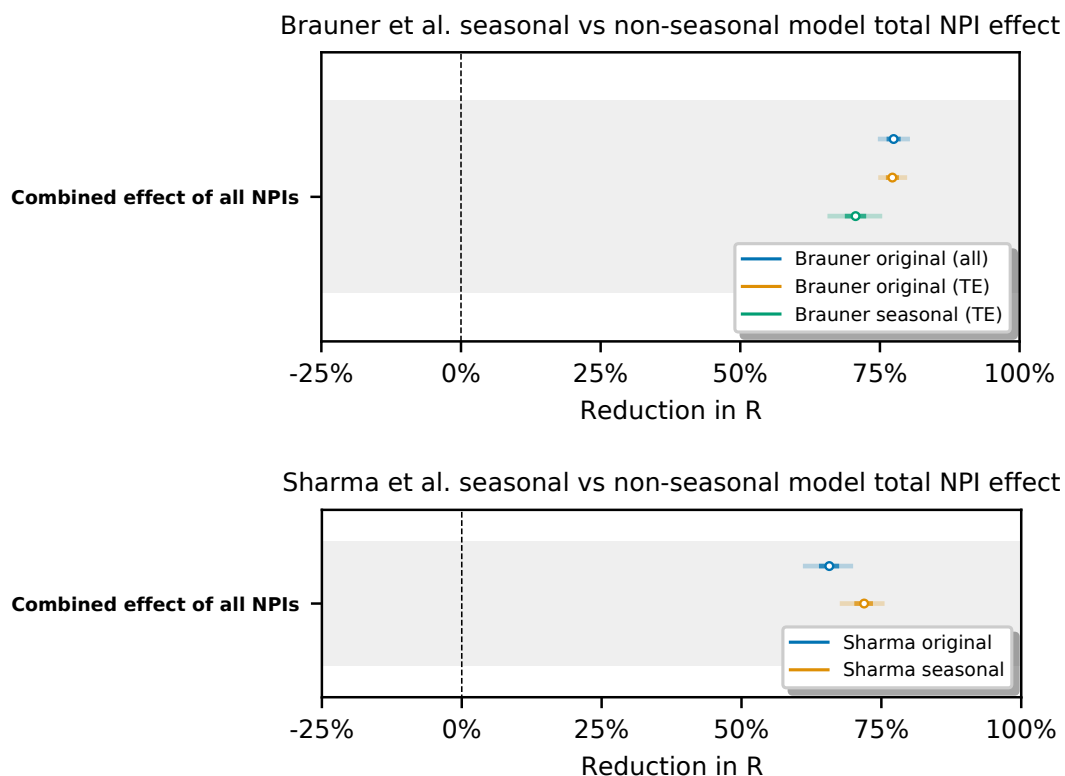 Brauner et al. seasonal vs non-seasonal model total NPI effect
Combined effect of all NPIs
Brauner original (all)
Brauner original (TE)
Brauner seasonal (TE)
-25% 0% 25% 50% 75% 100%
Reduction in R
Sharma et al. seasonal vs non-seasonal model total NPI effect
Combined effect of all NPIs
Sharma original
Sharma seasonal
-25% 0% 25% 50% 75% 100%
Reduction in R